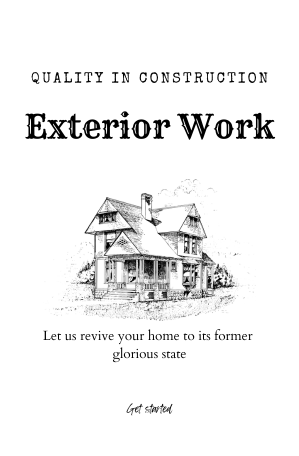 QUALITY IN CONSTRUCTION
Exterior Work
Let us revive your home to its former
glorious state
Get started